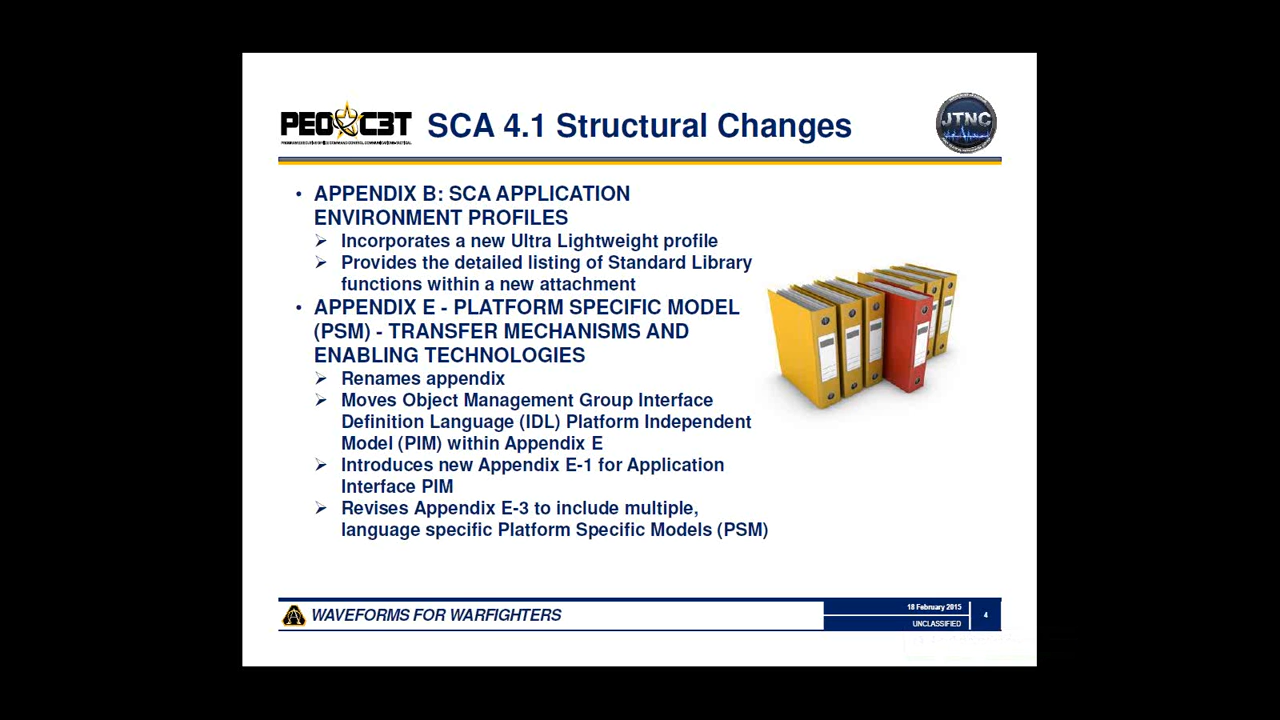 PEO C3T
SCA 4.1 Structural Changes
JTNC
• APPENDIX B: SCA APPLICATION
ENVIRONMENT PROFILES
➢ Incorporates a new Ultra Lightweight profile
➢ Provides the detailed listing of Standard Library
functions within a new attachment
• APPENDIX E - PLATFORM SPECIFIC MODEL
(PSM) - TRANSFER MECHANISMS AND
ENABLING TECHNOLOGIES
➢ Renames appendix
➢ Moves Object Management Group Interface
Definition Language (IDL) Platform Independent
Model (PIM) within Appendix E
➢ Introduces new Appendix E-1 for Application
Interface PIM
➢ Revises Appendix E-3 to include multiple,
language specific Platform Specific Models (PSM)
WAVEFORMS FOR WARFIGHTERS
18 February 2015
UNCLASSIFIED
4